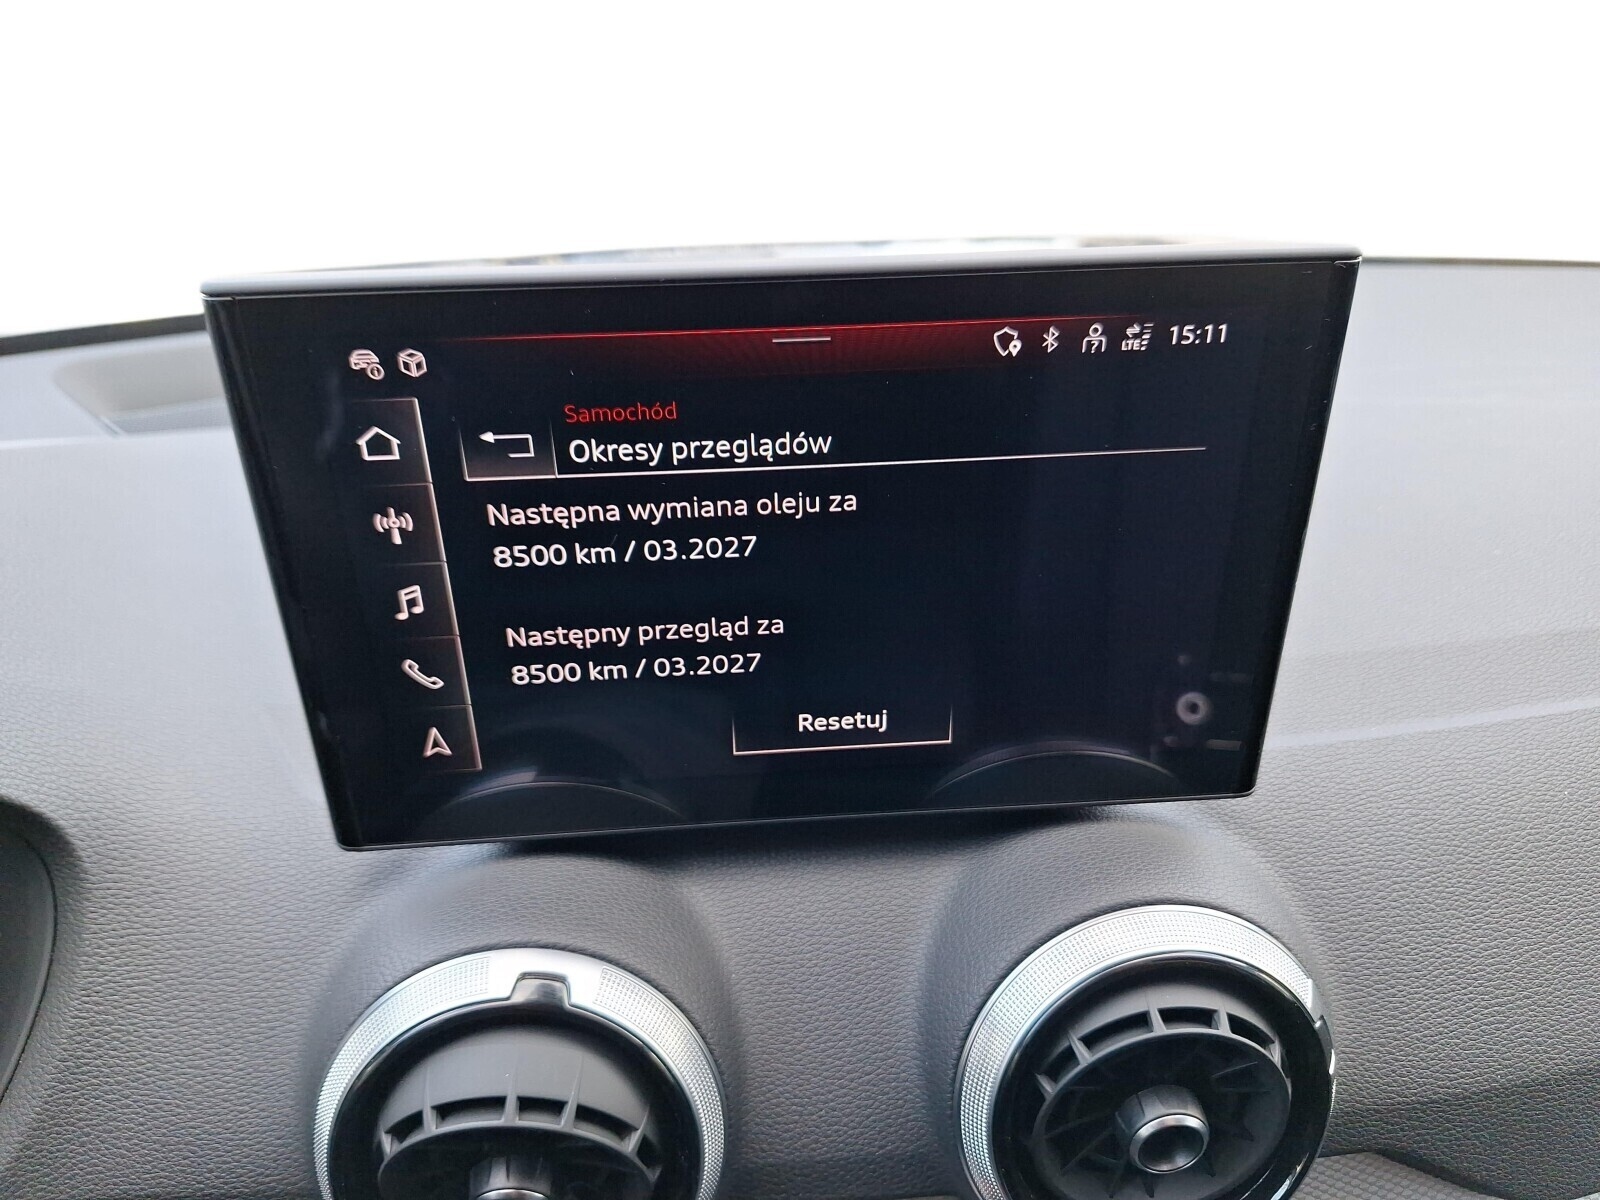 LTE 15:11
Samochód
Okresy przeglądów
Następna wymiana oleju za
8500 km / 03.2027
Następny przegląd za
8500 km / 03.2027
Resetuj